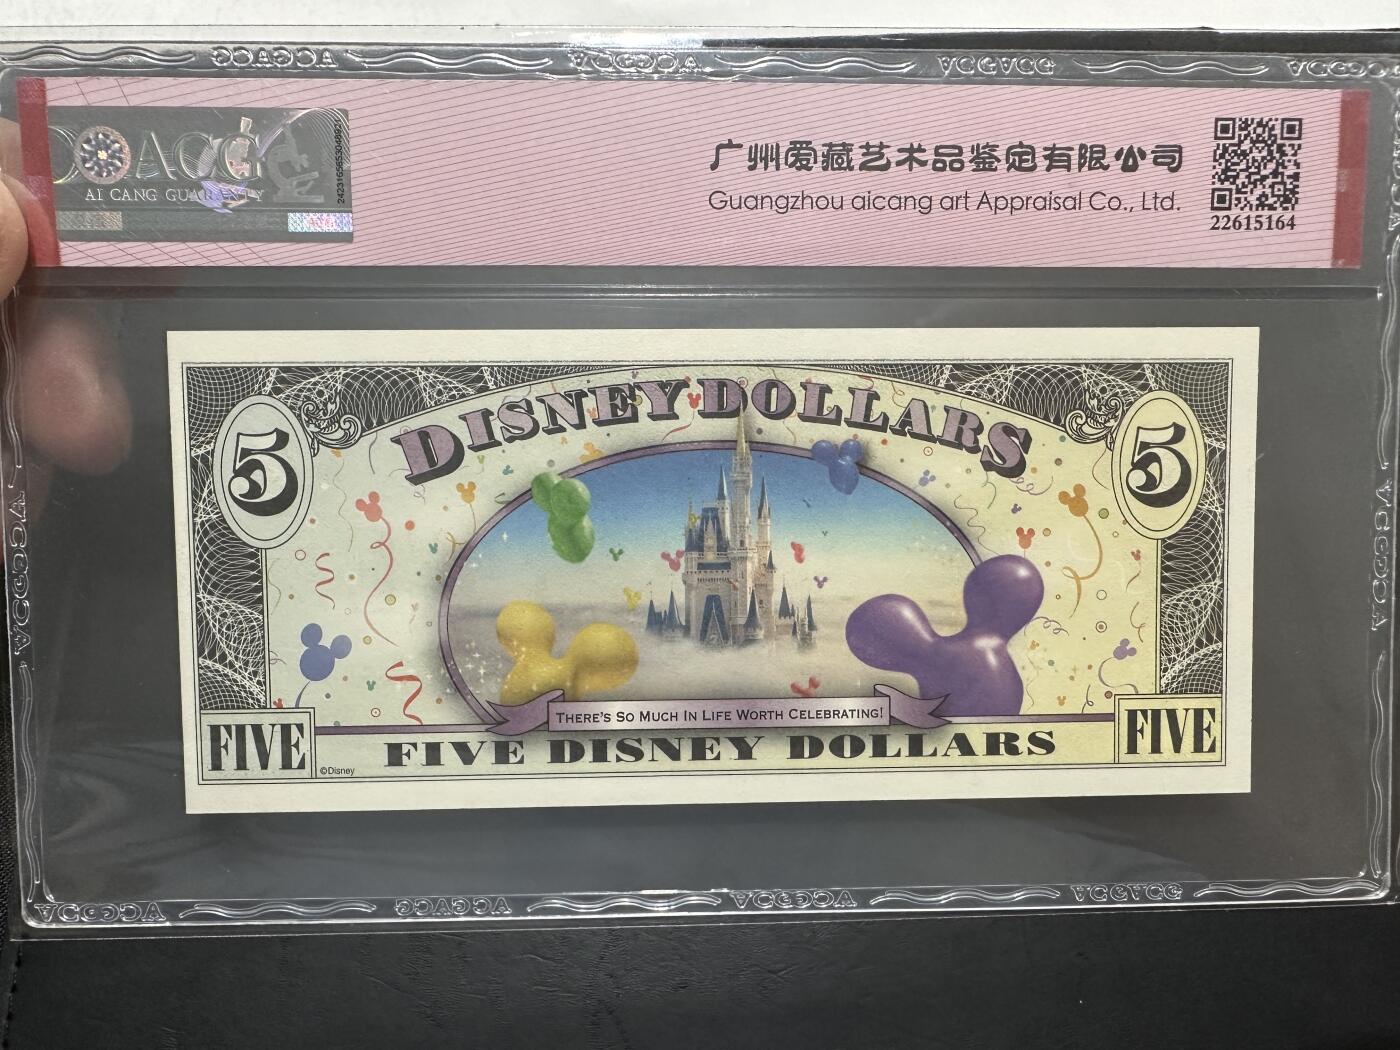 ACG
AI CANG GUARANTY
广州爱藏艺术品鉴定有限公司
Guangzhou aicang art Appraisal Co., Ltd.
22615164
DISNEY DOLLARS
5
5
THERE'S SO MUCH IN LIFE WORTH CELEBRATING!
FIVE
FIVE DISNEY DOLLARS
FIVE
©Disney